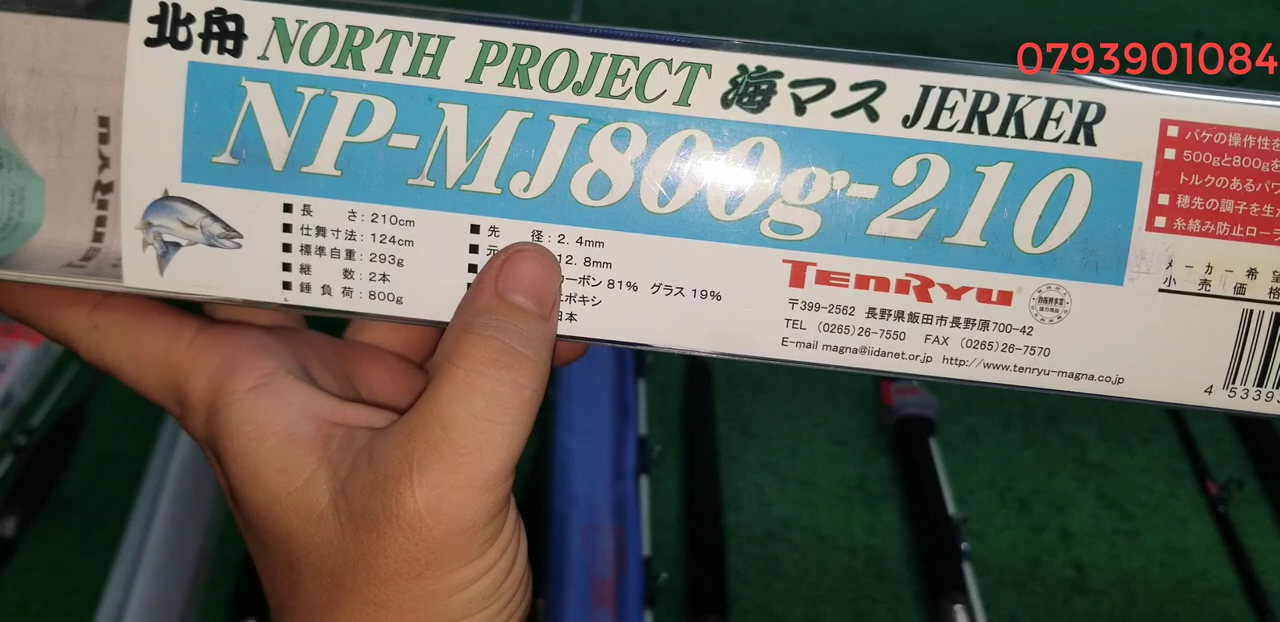 0793901084
北舟 NORTH PROJECT 海マス JERKER
NP-MJ800g-210
■ 長 さ: 210cm
■ 仕舞寸法: 124cm
■ 標準自重: 293g
■ 継 数: 2本
■ 錘 負 荷: 800g
■ 先 径: 2.4mm
■ 元 12.8mm
ーボン 81% グラス 19%
エポキシ
日本
TENRYU
〒399-2562 長野県飯田市長野原700-42
TEL (0265)26-7550 FAX (0265)26-7570
E-mail magna@iidanet.or.jp http://www.tenryu-magna.co.jp
■ バケの操作性を
■ 500gと800gを
トルクのあるバ
■ 穂先の調子を生
■ 糸絡み防止ロー
メーカー希望
小売価格
4 53393
TENRYU